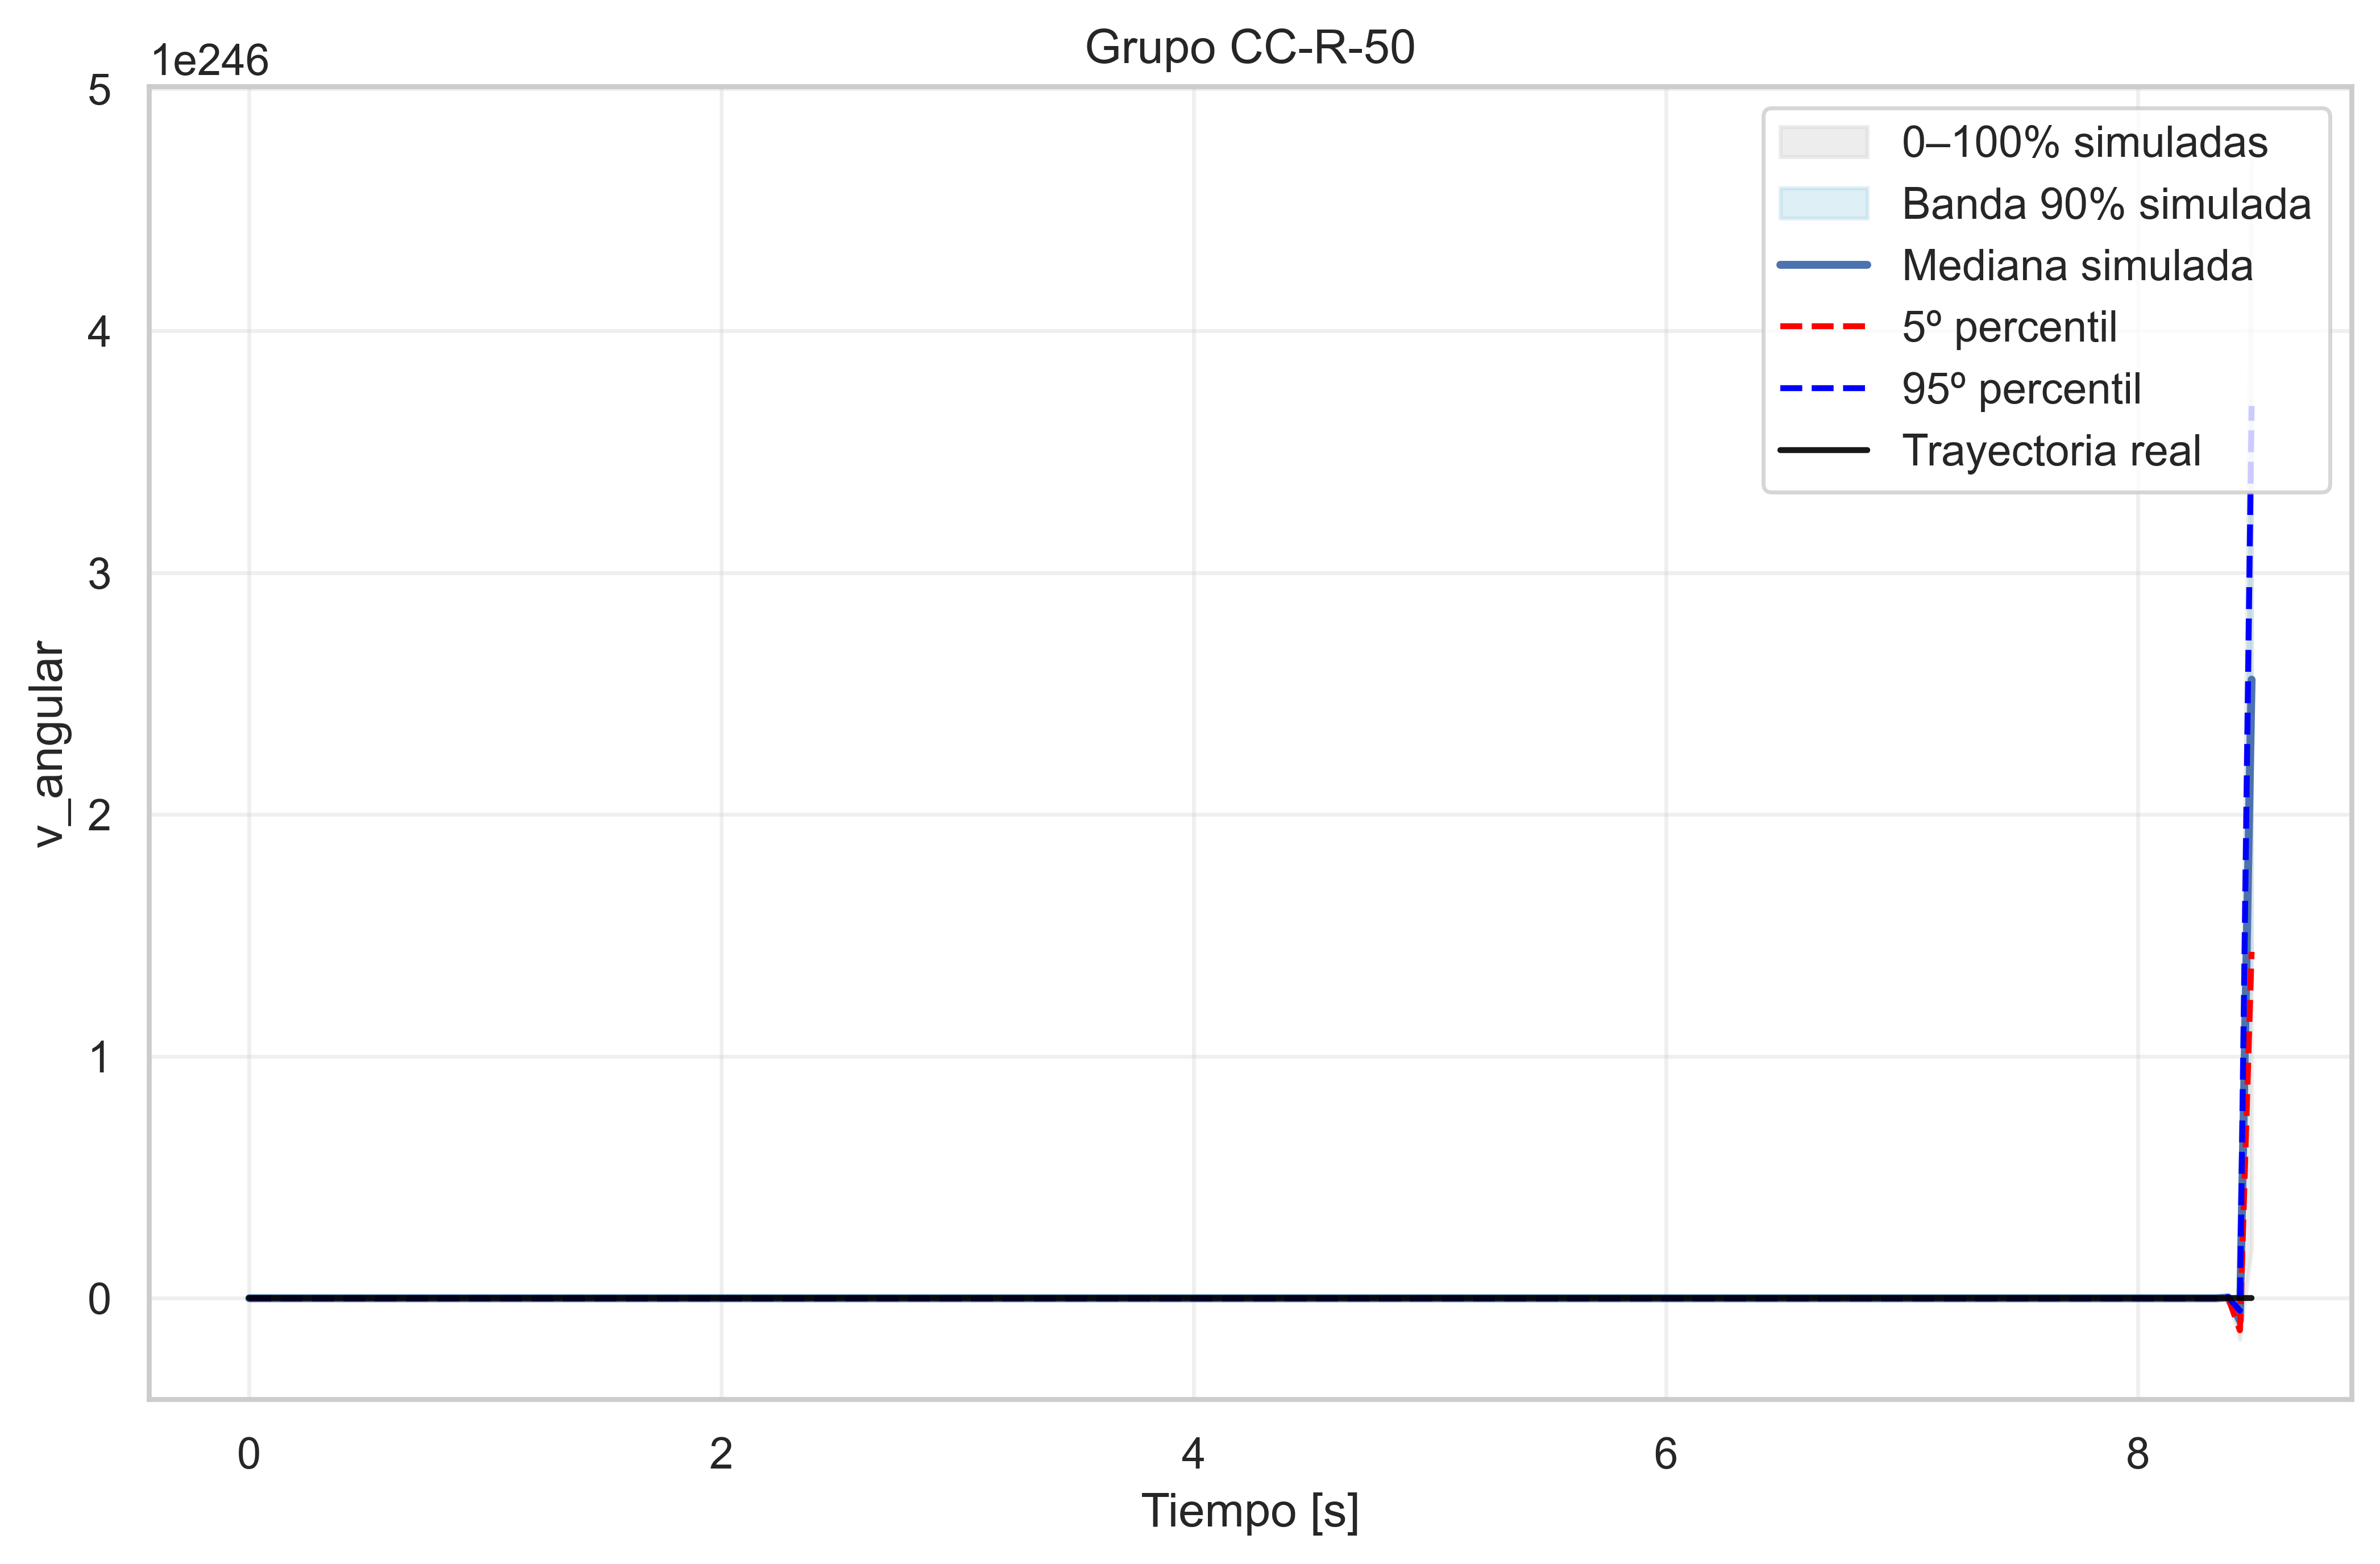 Grupo CC-R-50
1e246
5
4
3
2
1
0
v_angular
0–100% simuladas
Banda 90% simulada
Mediana simulada
5º percentil
95º percentil
Trayectoria real
0 2 4 6 8
Tiempo [s]